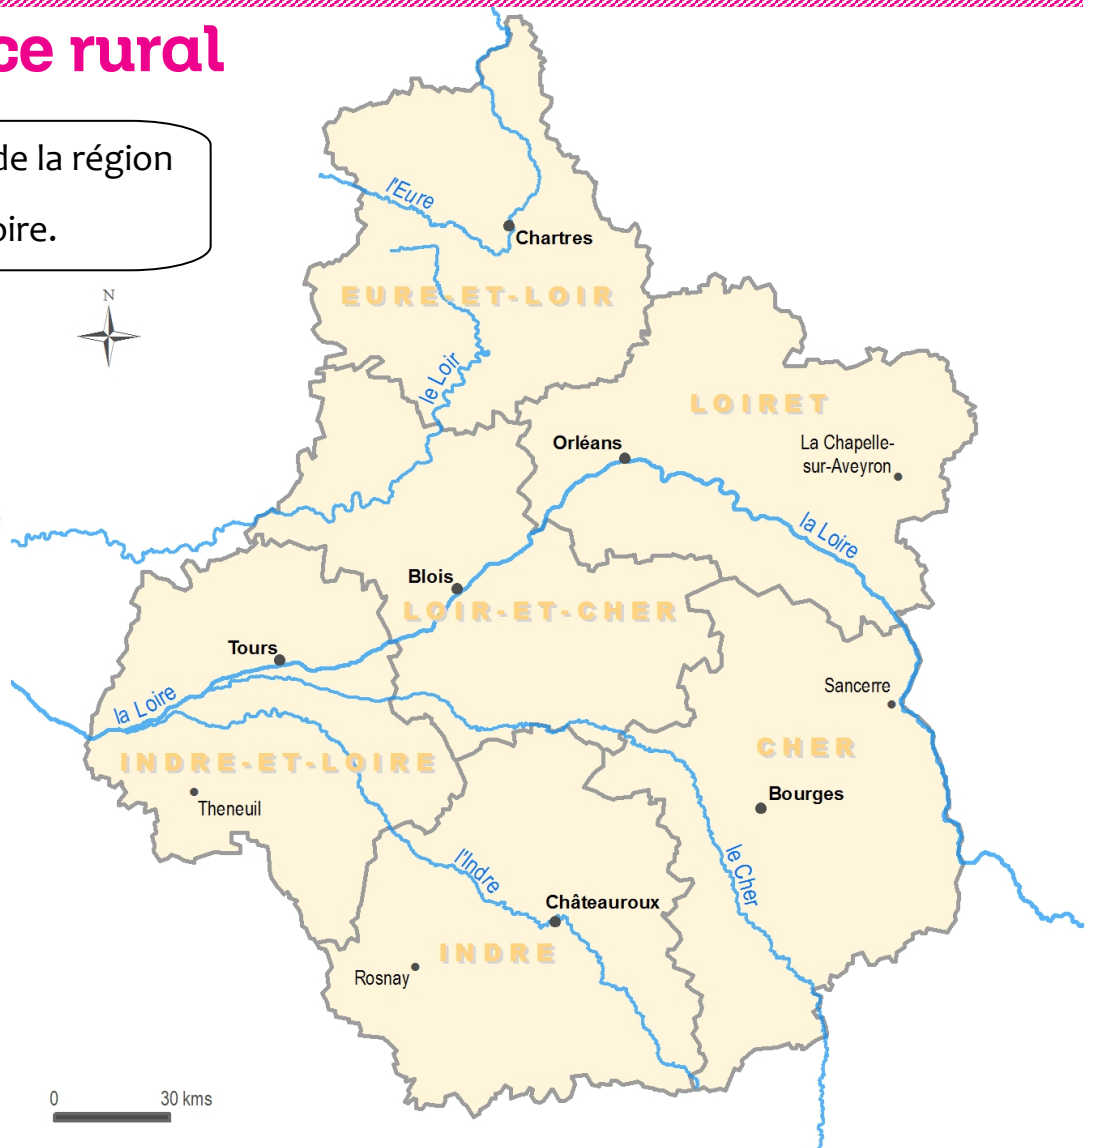 ce rural
de la région
oire.
N
l'Eure
Chartres
EURE-ET-LOIR
le Loir
LOIRET
Orléans
La Chapelle-
sur-Aveyron
la Loire
Blois
LOIR-ET-CHER
Tours
Sancerre
la Loire
CHER
INDRE-ET-LOIRE
Bourges
Theneuil
l'Indre
le Cher
Châteauroux
INDRE
Rosnay
0 30 kms